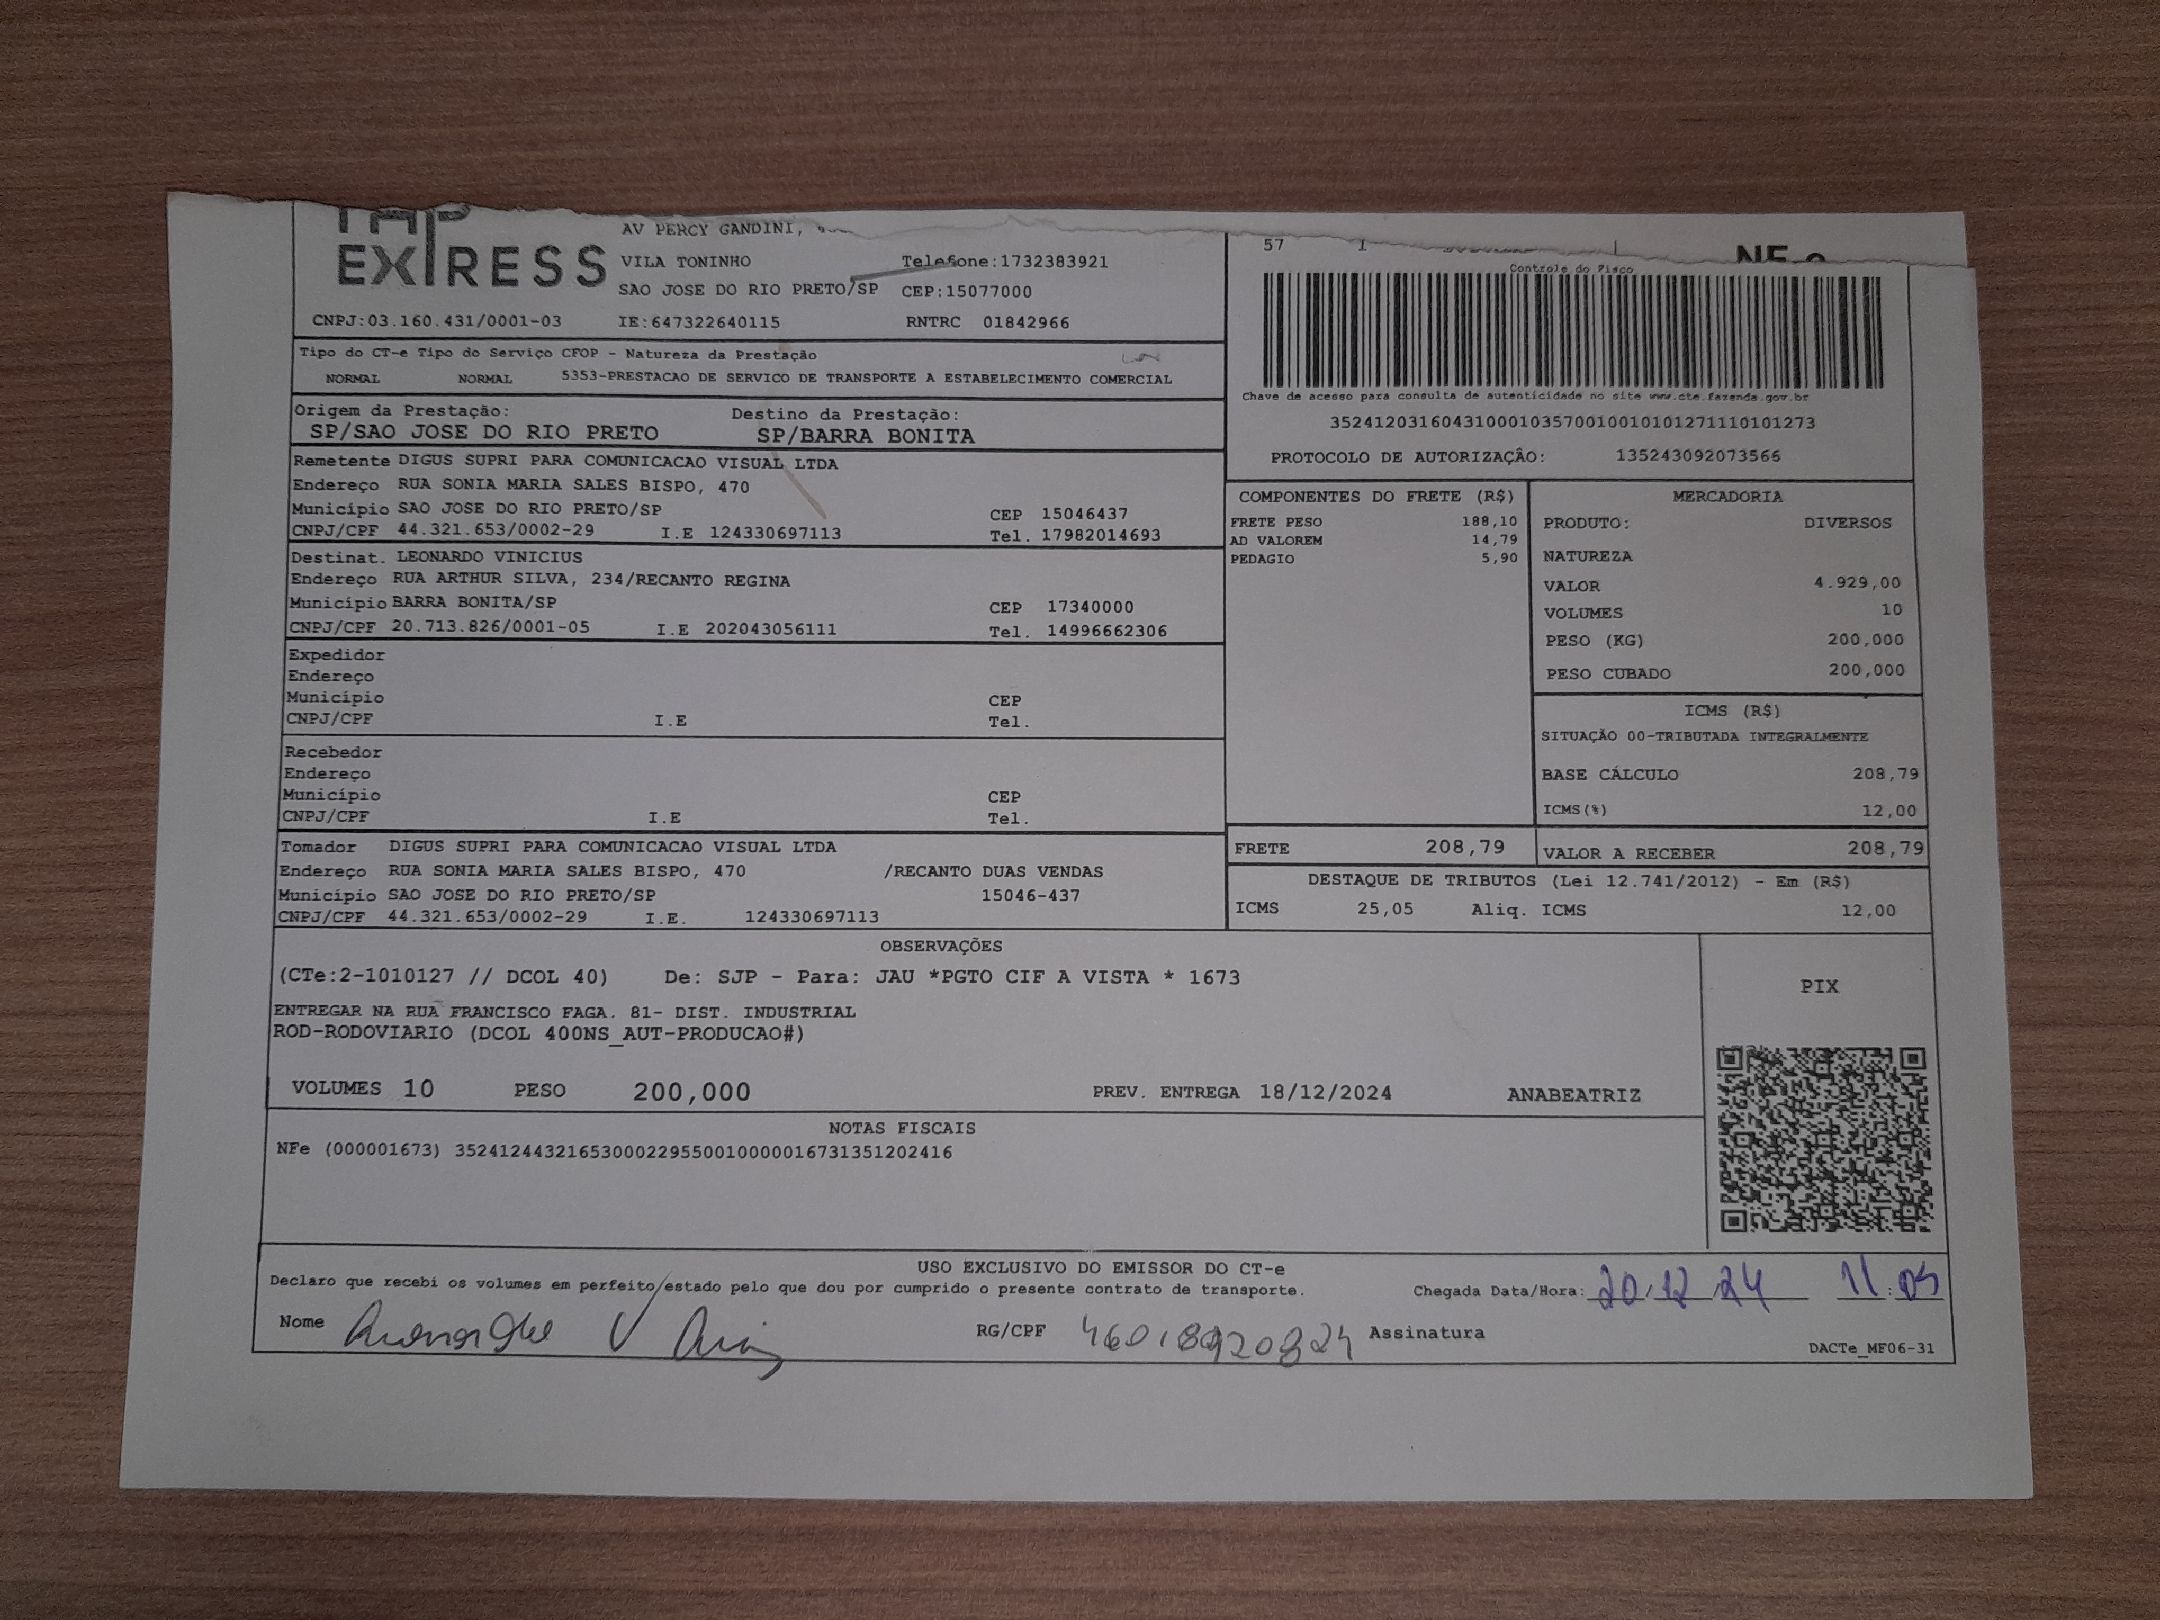 EXPRESS
AV PERCY GANDINI,
VILA TONINHO Telefone:1732383921
SAO JOSE DO RIO PRETO/SP CEP:15077000
CNPJ:03.160.431/0001-03 IE:647322640115 RNTRC 01842966
57 1
NF-e
Controle do Fisco
Tipo do CT-e Tipo do Serviço CFOP - Natureza da Prestação
NORMAL NORMAL 5353-PRESTACAO DE SERVICO DE TRANSPORTE A ESTABELECIMENTO COMERCIAL
Chave de acesso para consulta de autenticidade no site www.cte.fazenda.gov.br
35241203160431000103570010010101271110101273
PROTOCOLO DE AUTORIZAÇÃO: 135243092073566
Origem da Prestação: Destino da Prestação:
SP/SAO JOSE DO RIO PRETO SP/BARRA BONITA
Remetente DIGUS SUPRI PARA COMUNICACAO VISUAL LTDA
Endereço RUA SONIA MARIA SALES BISPO, 470
Município SAO JOSE DO RIO PRETO/SP CEP 15046437
CNPJ/CPF 44.321.653/0002-29 I.E 124330697113 Tel. 17982014693
Destinat. LEONARDO VINICIUS
Endereço RUA ARTHUR SILVA, 234/RECANTO REGINA
Município BARRA BONITA/SP CEP 17340000
CNPJ/CPF 20.713.826/0001-05 I.E 202043056111 Tel. 14996662306
Expedidor
Endereço
Município CEP
CNPJ/CPF I.E Tel.
Recebedor
Endereço
Município CEP
CNPJ/CPF I.E Tel.
Tomador DIGUS SUPRI PARA COMUNICACAO VISUAL LTDA
Endereço RUA SONIA MARIA SALES BISPO, 470 /RECANTO DUAS VENDAS
Município SAO JOSE DO RIO PRETO/SP 15046-437
CNPJ/CPF 44.321.653/0002-29 I.E. 124330697113
COMPONENTES DO FRETE (R$)
FRETE PESO 188,10
AD VALOREM 14,79
PEDAGIO 5,90
MERCADORIA
PRODUTO: DIVERSOS
NATUREZA
VALOR 4.929,00
VOLUMES 10
PESO (KG) 200,000
PESO CUBADO 200,000
ICMS (R$)
SITUAÇÃO 00-TRIBUTADA INTEGRALMENTE
BASE CÁLCULO 208,79
ICMS(%) 12,00
FRETE 208,79 VALOR A RECEBER 208,79
DESTAQUE DE TRIBUTOS (Lei 12.741/2012) - Em (R$)
ICMS 25,05 Aliq. ICMS 12,00
OBSERVAÇÕES
(CTe:2-1010127 // DCOL 40) De: SJP - Para: JAU *PGTO CIF A VISTA * 1673
ENTREGAR NA RUA FRANCISCO FAGA. 81- DIST. INDUSTRIAL
ROD-RODOVIARIO (DCOL 400NS_AUT-PRODUCAO#)
VOLUMES 10 PESO 200,000 PREV. ENTREGA 18/12/2024 ANABEATRIZ
PIX
NOTAS FISCAIS
NFe (000001673) 35241244321653000229550010000016731351202416
USO EXCLUSIVO DO EMISSOR DO CT-e
Declaro que recebi os volumes em perfeito estado pelo que dou por cumprido o presente contrato de transporte. Chegada Data/Hora: 20.12.24 11:05
Nome RG/CPF 46018920824 Assinatura
DACTe_MF06-31